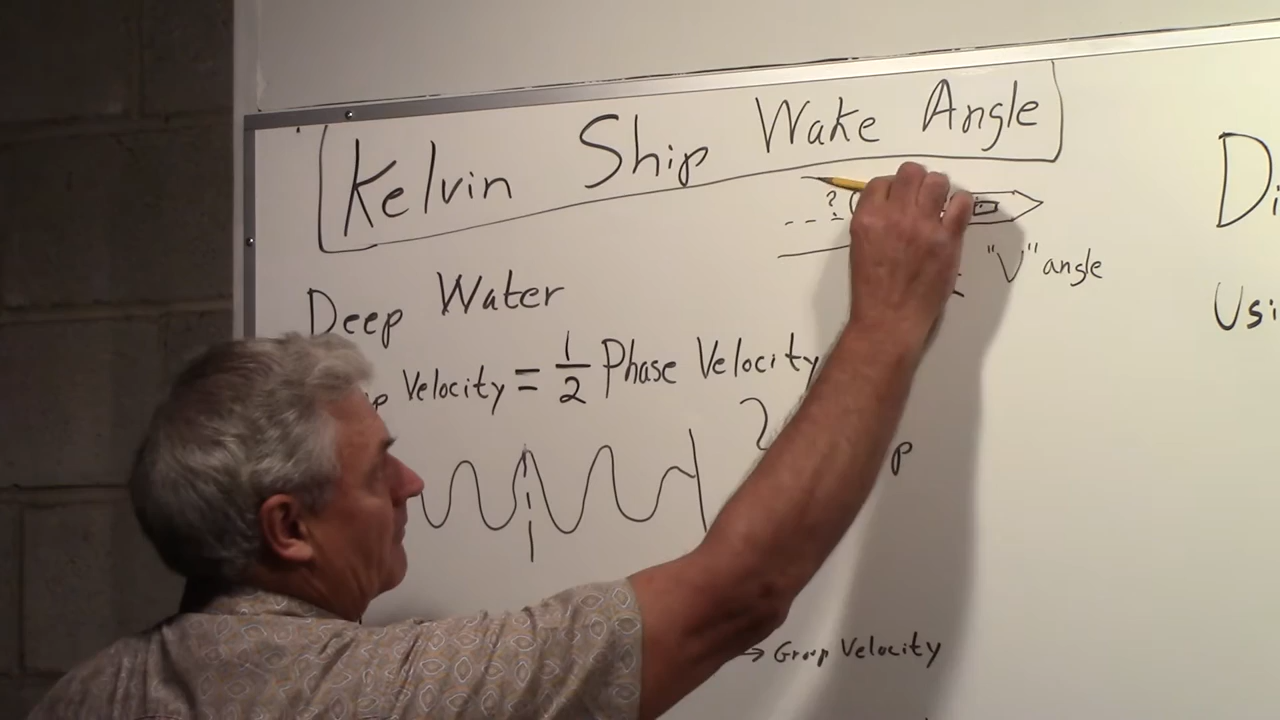 Kelvin Ship Wake Angle
?
"V" angle
Deep Water
Velocity = 1/2 Phase Velocity
Group Velocity